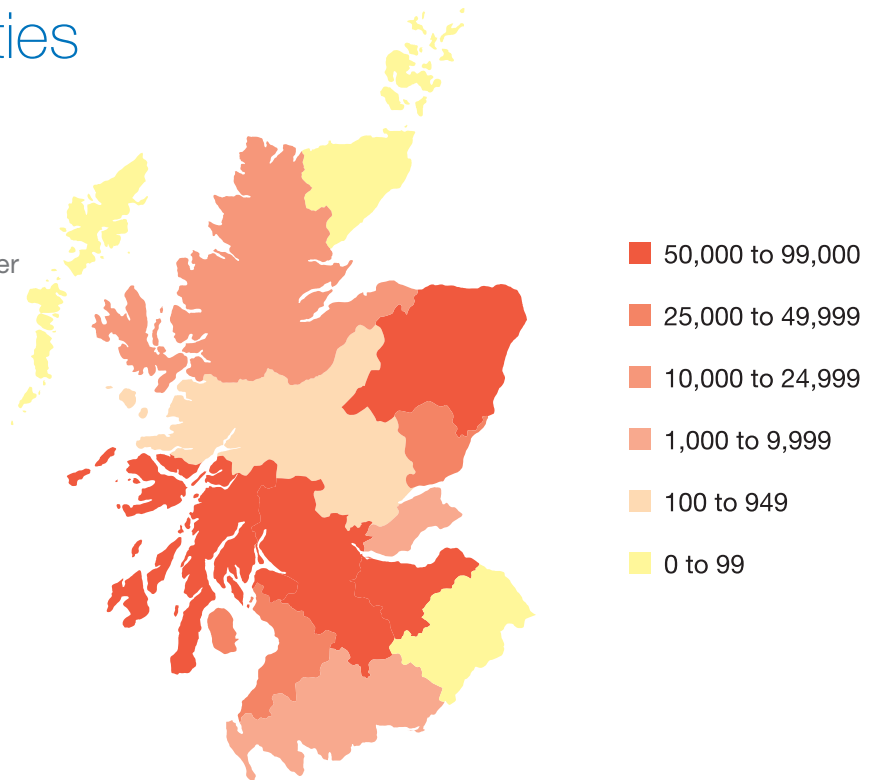 ties
er
50,000 to 99,000
25,000 to 49,999
10,000 to 24,999
1,000 to 9,999
100 to 949
0 to 99